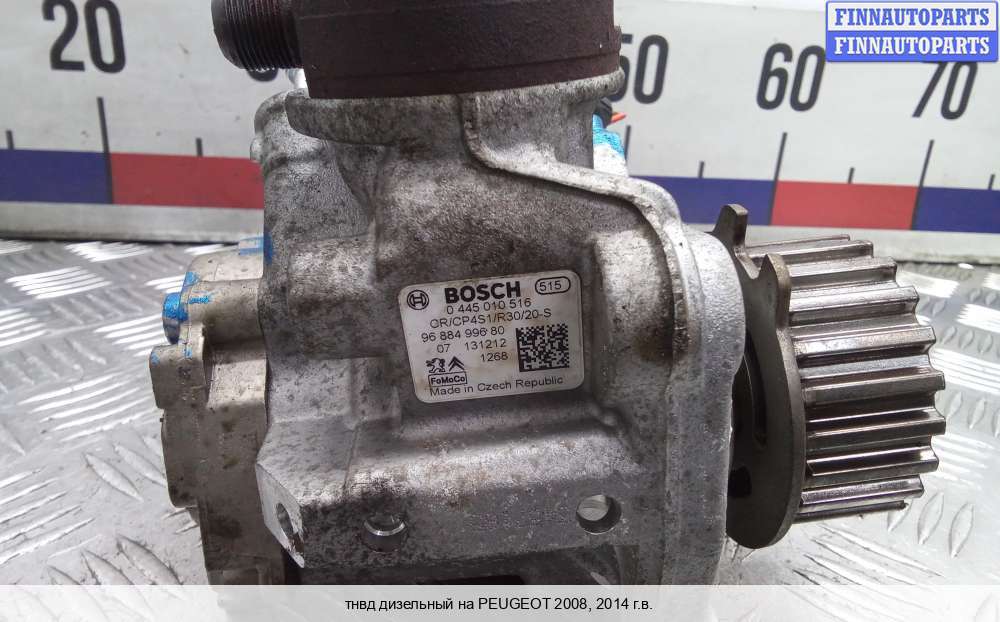 20
50
60
70
FINNAUTOPARTS
FINNAUTOPARTS
BOSCH 515
0 445 010 516
CR/CP4S1/R30/20-S
96 884 996 80
07 131212
1268
FoMoCo
Made in Czech Republic
тнвд дизельный на PEUGEOT 2008, 2014 г.в.